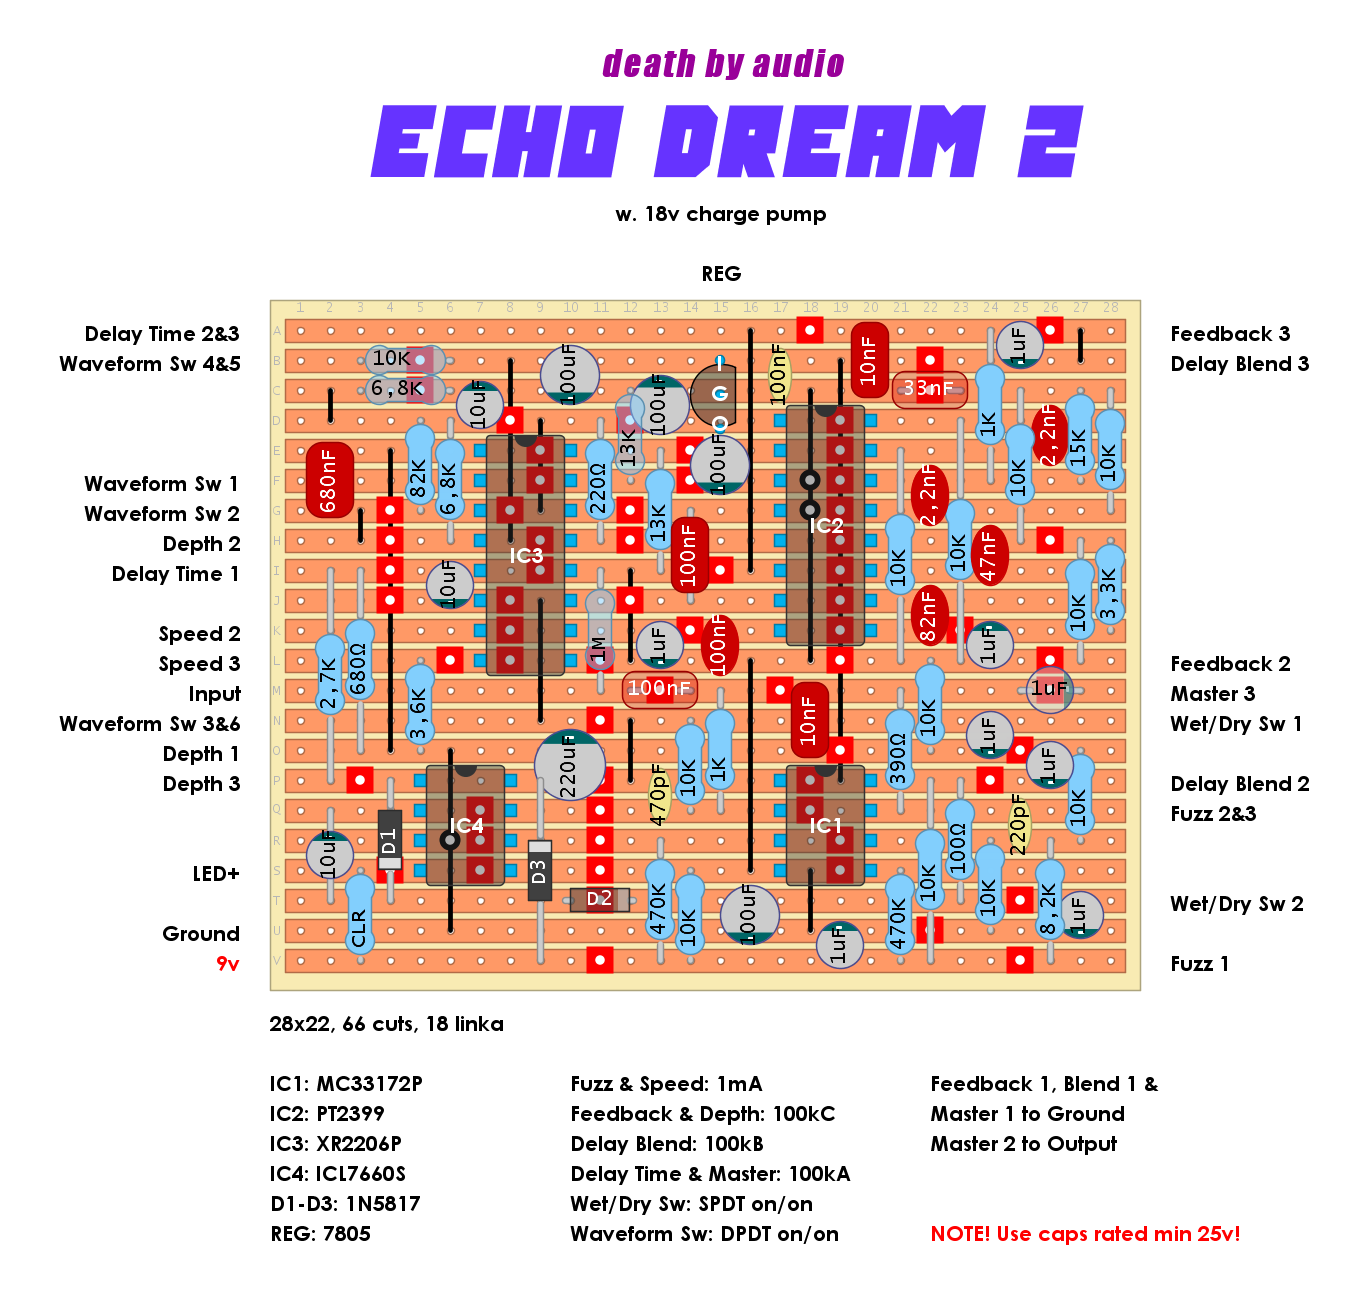 death by audio
ECHO DREAM 2
w. 18v charge pump
REG
1 2 3 4 5 6 7 8 9 10 11 12 13 14 15 16 17 18 19 20 21 22 23 24 25 26 27 28
Delay Time 2&3
Waveform Sw 4&5
Waveform Sw 1
Waveform Sw 2
Depth 2
Delay Time 1
Speed 2
Speed 3
Input
Waveform Sw 3&6
Depth 1
Depth 3
LED+
Ground
9v
A
B
C
D
E
F
G
H
I
J
K
L
M
N
O
P
Q
R
S
T
U
V
10K
6,8K
10uF
100uF
100uF
13K
I
G
O
100uF
100nF
10nF
33nF
1uF
1K
10K
2,2nF
15K
10K
680nF
82K
6,8K
220Ω
13K
100nF
IC3
IC2
2,2nF
10K
10K
47nF
10K
3,3K
10uF
1M
1uF
100nF
82nF
1uF
2,7K
680Ω
3,6K
100nF
10nF
10K
1uF
390Ω
1uF
1uF
220uF
470pF
10K
1K
10K
IC4
IC1
D1
D3
D2
10uF
CLR
470K
10K
100uF
1uF
470K
10K
100Ω
10K
220pF
8,2K
1uF
Feedback 3
Delay Blend 3
Feedback 2
Master 3
Wet/Dry Sw 1
Delay Blend 2
Fuzz 2&3
Wet/Dry Sw 2
Fuzz 1
28x22, 66 cuts, 18 linka
IC1: MC33172P
IC2: PT2399
IC3: XR2206P
IC4: ICL7660S
D1-D3: 1N5817
REG: 7805
Fuzz & Speed: 1mA
Feedback & Depth: 100kC
Delay Blend: 100kB
Delay Time & Master: 100kA
Wet/Dry Sw: SPDT on/on
Waveform Sw: DPDT on/on
Feedback 1, Blend 1 &
Master 1 to Ground
Master 2 to Output
NOTE! Use caps rated min 25v!